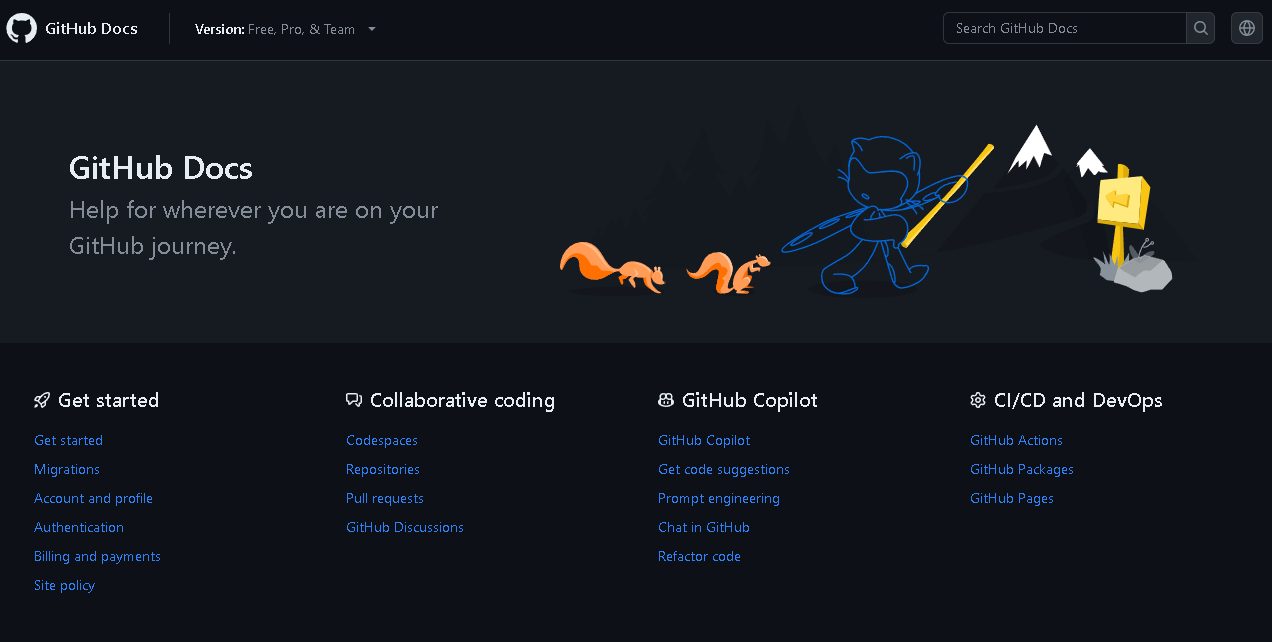 GitHub Docs
Version: Free, Pro, & Team
Search GitHub Docs
GitHub Docs
Help for wherever you are on your
GitHub journey.
Get started
Get started
Migrations
Account and profile
Authentication
Billing and payments
Site policy
Collaborative coding
Codespaces
Repositories
Pull requests
GitHub Discussions
GitHub Copilot
GitHub Copilot
Get code suggestions
Prompt engineering
Chat in GitHub
Refactor code
CI/CD and DevOps
GitHub Actions
GitHub Packages
GitHub Pages